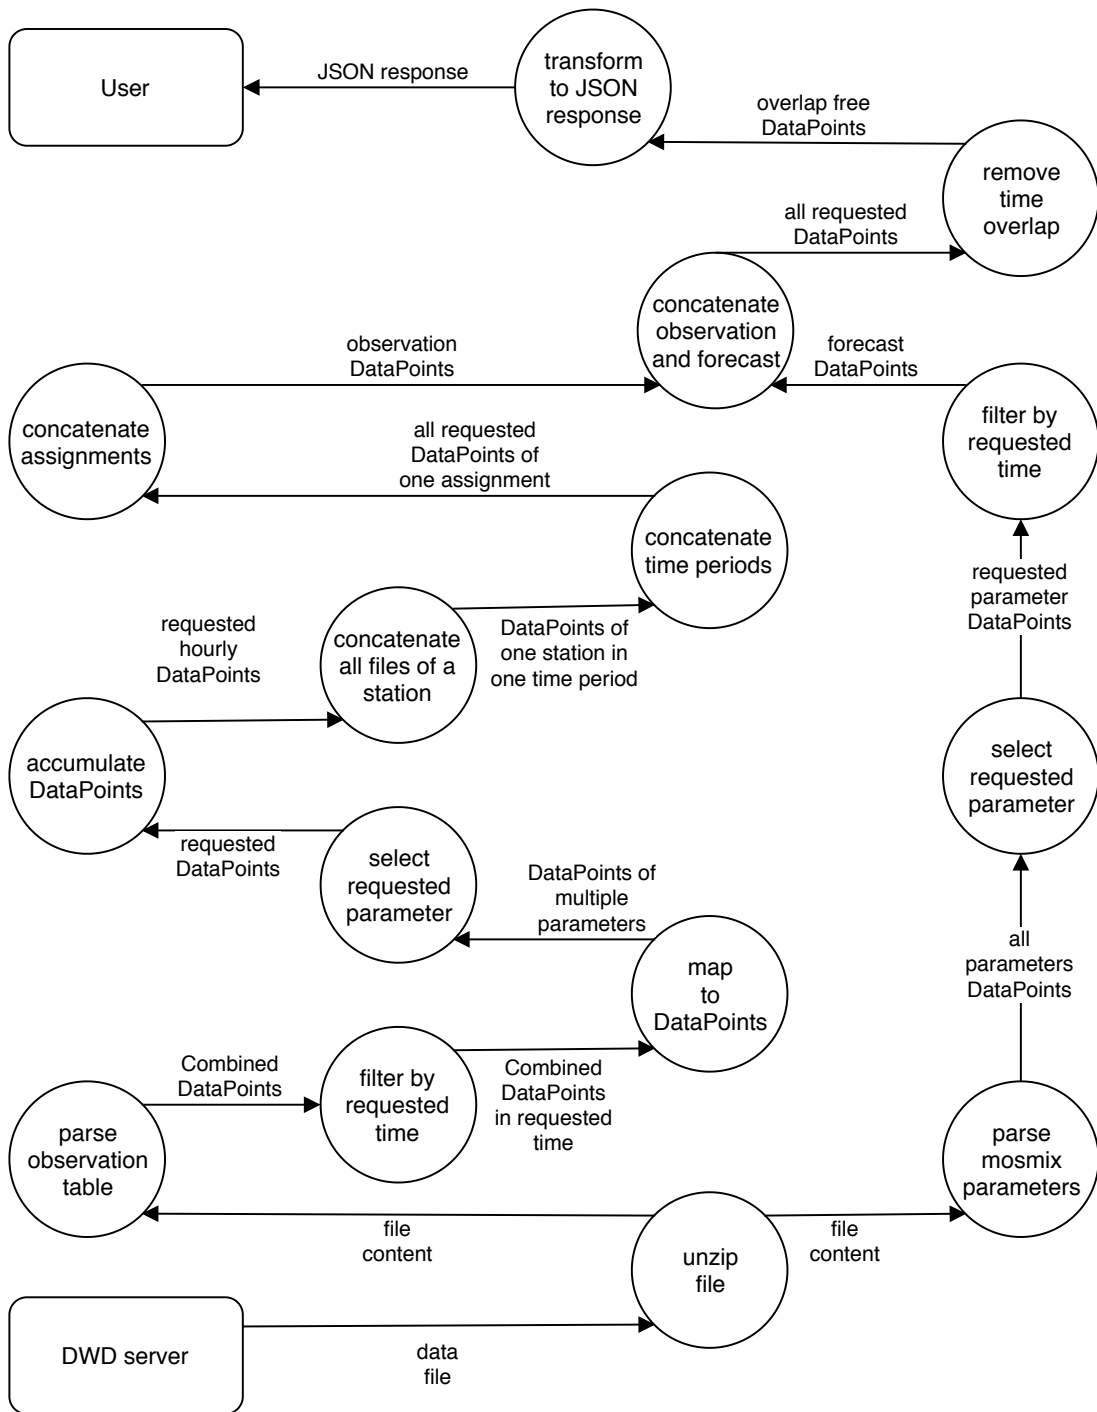 User
JSON response
transform
to JSON
response
overlap free
DataPoints
remove
time
overlap
all requested
DataPoints
concatenate
observation
and forecast
observation
DataPoints
forecast
DataPoints
concatenate
assignments
all requested
DataPoints of
one assignment
filter by
requested
time
concatenate
time periods
requested
parameter
DataPoints
requested
hourly
DataPoints
concatenate
all files of a
station
DataPoints of
one station in
one time period
accumulate
DataPoints
select
requested
parameter
requested
DataPoints
select
requested
parameter
DataPoints of
multiple
parameters
all
parameters
DataPoints
map
to
DataPoints
Combined
DataPoints
filter by
requested
time
Combined
DataPoints
in requested
time
parse
observation
table
parse
mosmix
parameters
file
content
unzip
file
file
content
DWD server
data
file